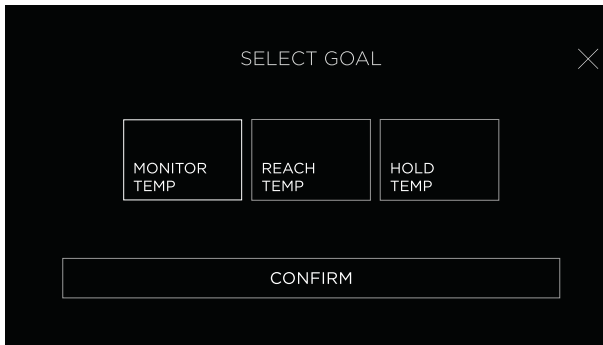 SELECT GOAL
MONITOR
TEMP
REACH
TEMP
HOLD
TEMP
CONFIRM